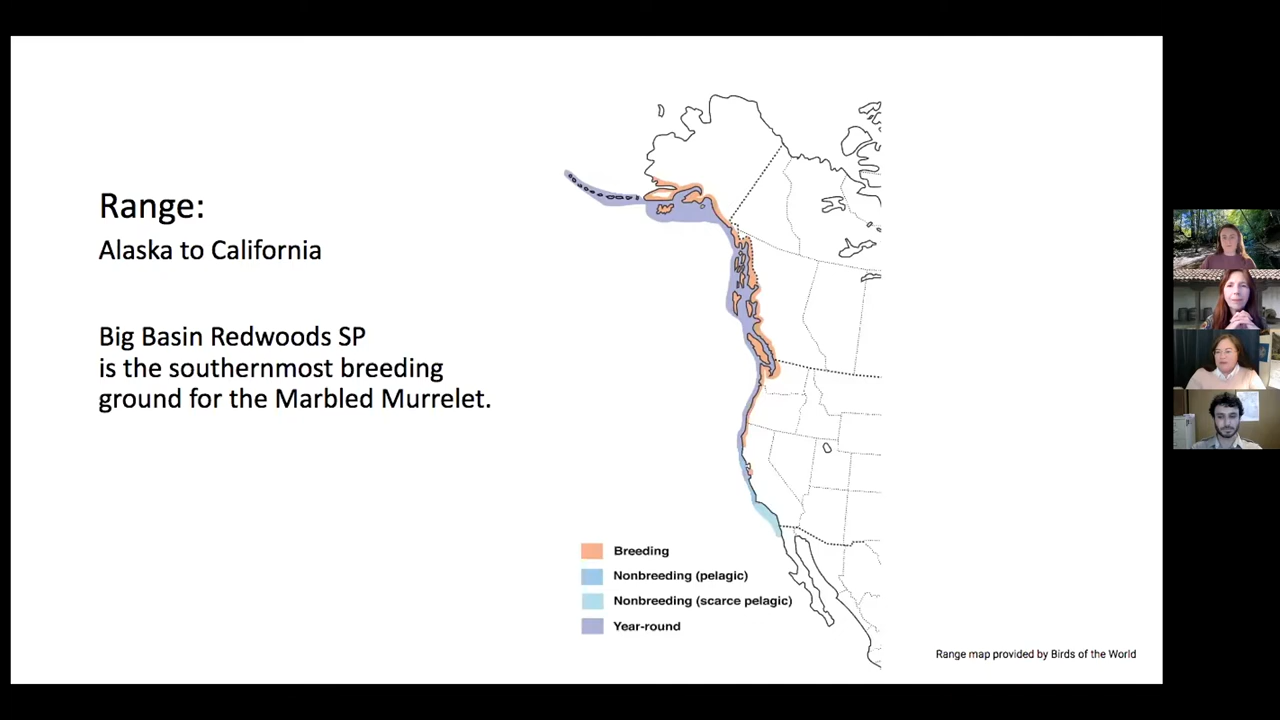 Range:
Alaska to California
Big Basin Redwoods SP
is the southernmost breeding
ground for the Marbled Murrelet.
Breeding
Nonbreeding (pelagic)
Nonbreeding (scarce pelagic)
Year-round
Range map provided by Birds of the World